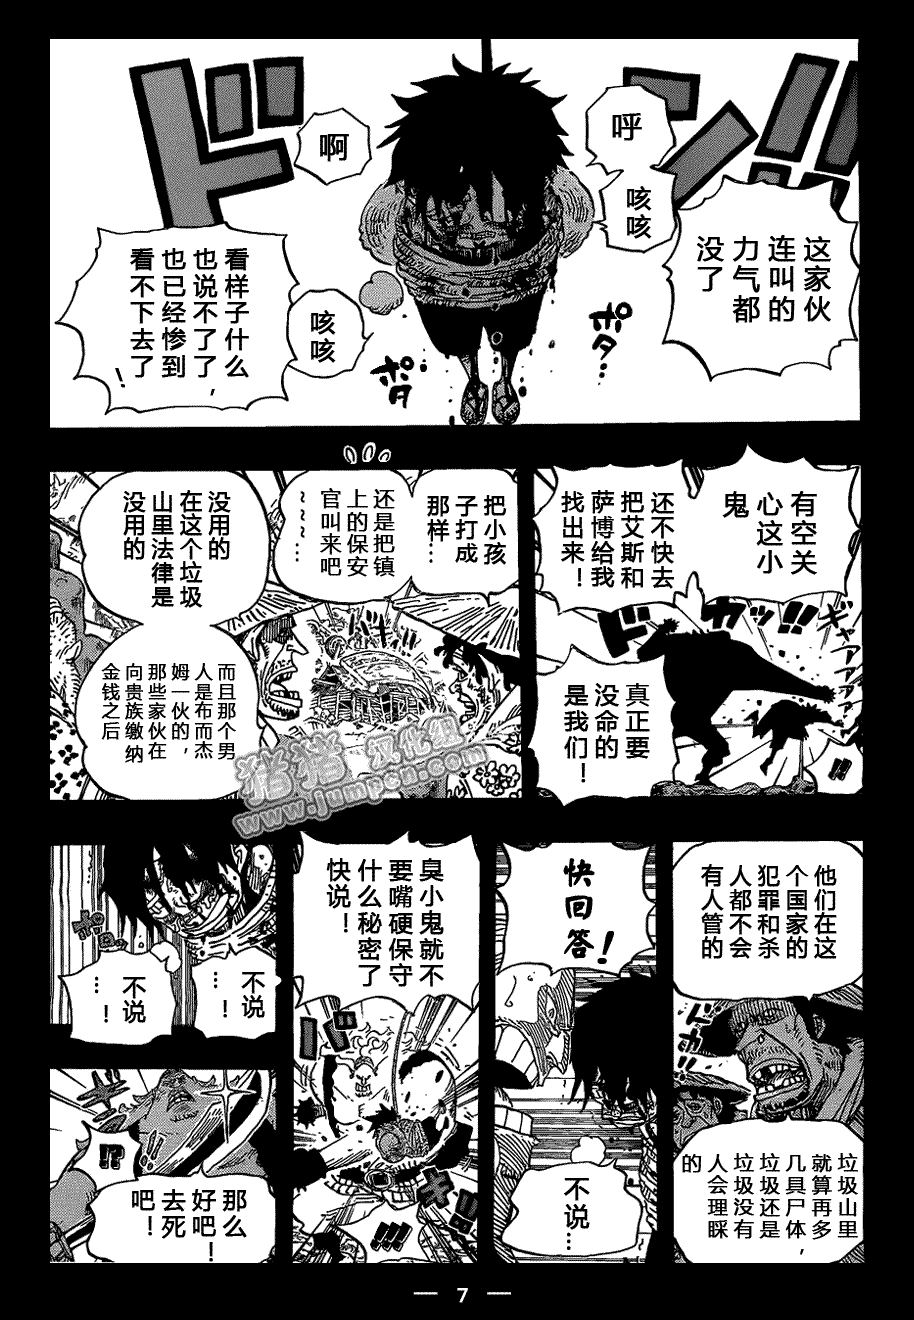 这家伙
连叫的
力气都
没了
呼
咳咳
啊
咳咳
看样子什么
也说不了了，
也已经惨到
看不下去了！
ドン!!
ポタ…
ポタ
有空关
心这小
鬼
还不快去
把艾斯和
萨博给我
找出来！
真正要
没命的
是我们！
ドカッ!!
ギャアアアア
把小孩
子打成
那样…
还是把镇
上的保安
官叫来吧
~~~…
没用的
在这个垃圾
山里法律是
没用的
而且那个男
人是布而杰
姆一伙的，
那些家伙在
向贵族缴纳
金钱之后
猪猪汉化组
www.jumpcn.com
他们在这
个国家的
犯罪和杀
人都不会
有人管的
垃圾山里
就算再多
几具尸体，
垃圾还是
垃圾没有
人会理睬
的
快回答！
不说…
臭小鬼就不
要嘴硬保守
什么秘密了
快说！
不说
…！
不说
…！
!?
那么
好吧！
去死
吧！
!!!
— 7 —